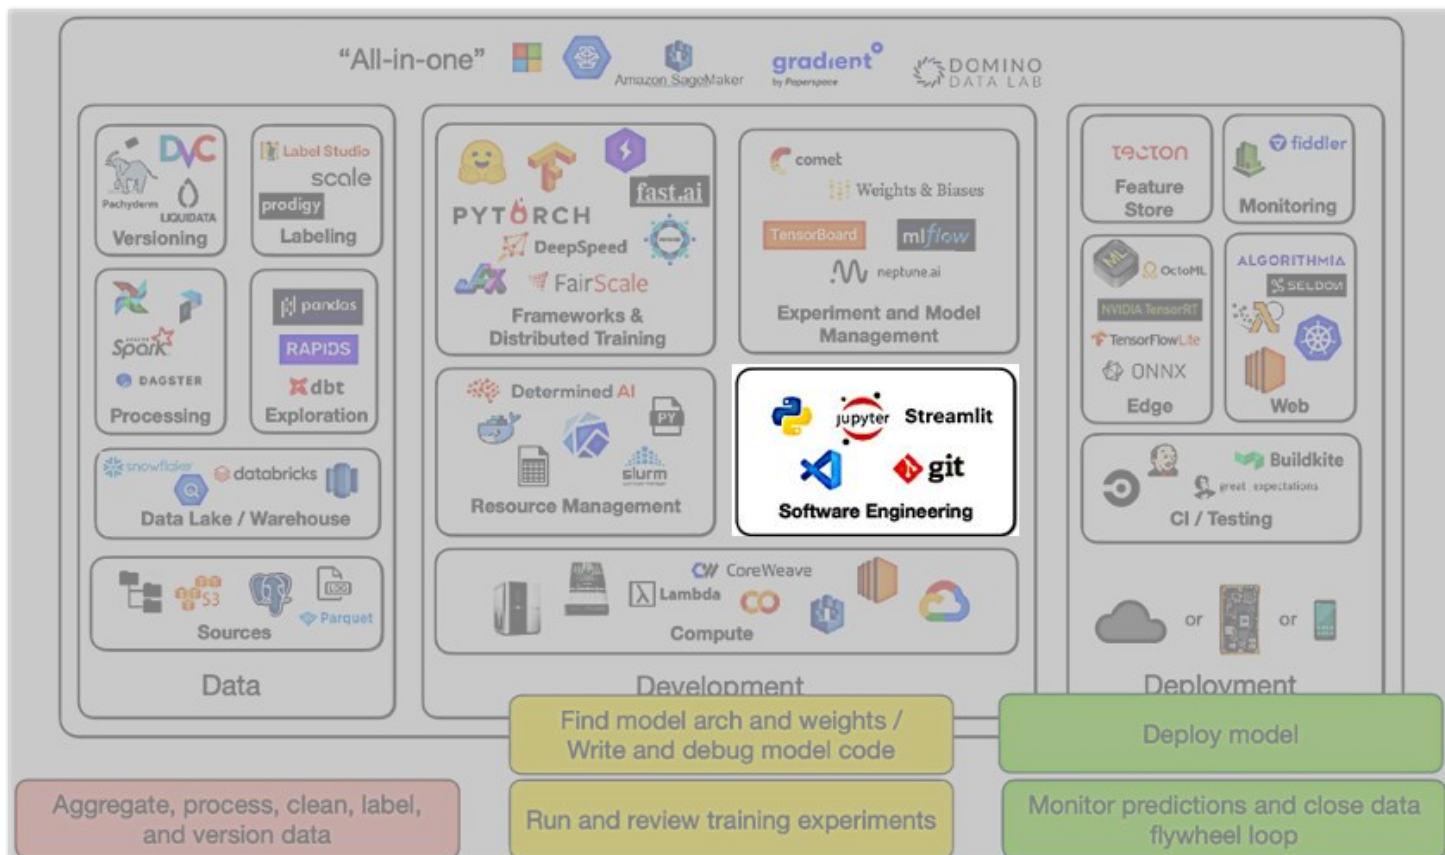 “All-in-one”
Amazon SageMaker
gradient
by Paperspace
DOMINO
DATA LAB
DVC
Pachyderm
LIQUIDATA
Versioning
Label Studio
scale
prodigy
Labeling
Spark
DAGSTER
Processing
pandas
RAPIDS
dbt
Exploration
snowflake
databricks
Data Lake / Warehouse
S3
LOG
Parquet
Sources
Data
fast.ai
PYTORCH
DeepSpeed
JAX
FairScale
Frameworks &
Distributed Training
comet
Weights & Biases
TensorBoard
mlflow
neptune.ai
Experiment and Model
Management
Determined AI
PY
slurm
Resource Management
jupyter
Streamlit
git
Software Engineering
CoreWeave
Lambda
CO
Compute
Development
tecton
Feature
Store
fiddler
Monitoring
ML
OctoML
NVIDIA TensorRT
TensorFlowLite
ONNX
Edge
ALGORITHMIA
SELDON
Web
Buildkite
great_expectations
CI / Testing
or
or
Deployment
Find model arch and weights /
Write and debug model code
Deploy model
Aggregate, process, clean, label,
and version data
Run and review training experiments
Monitor predictions and close data
flywheel loop